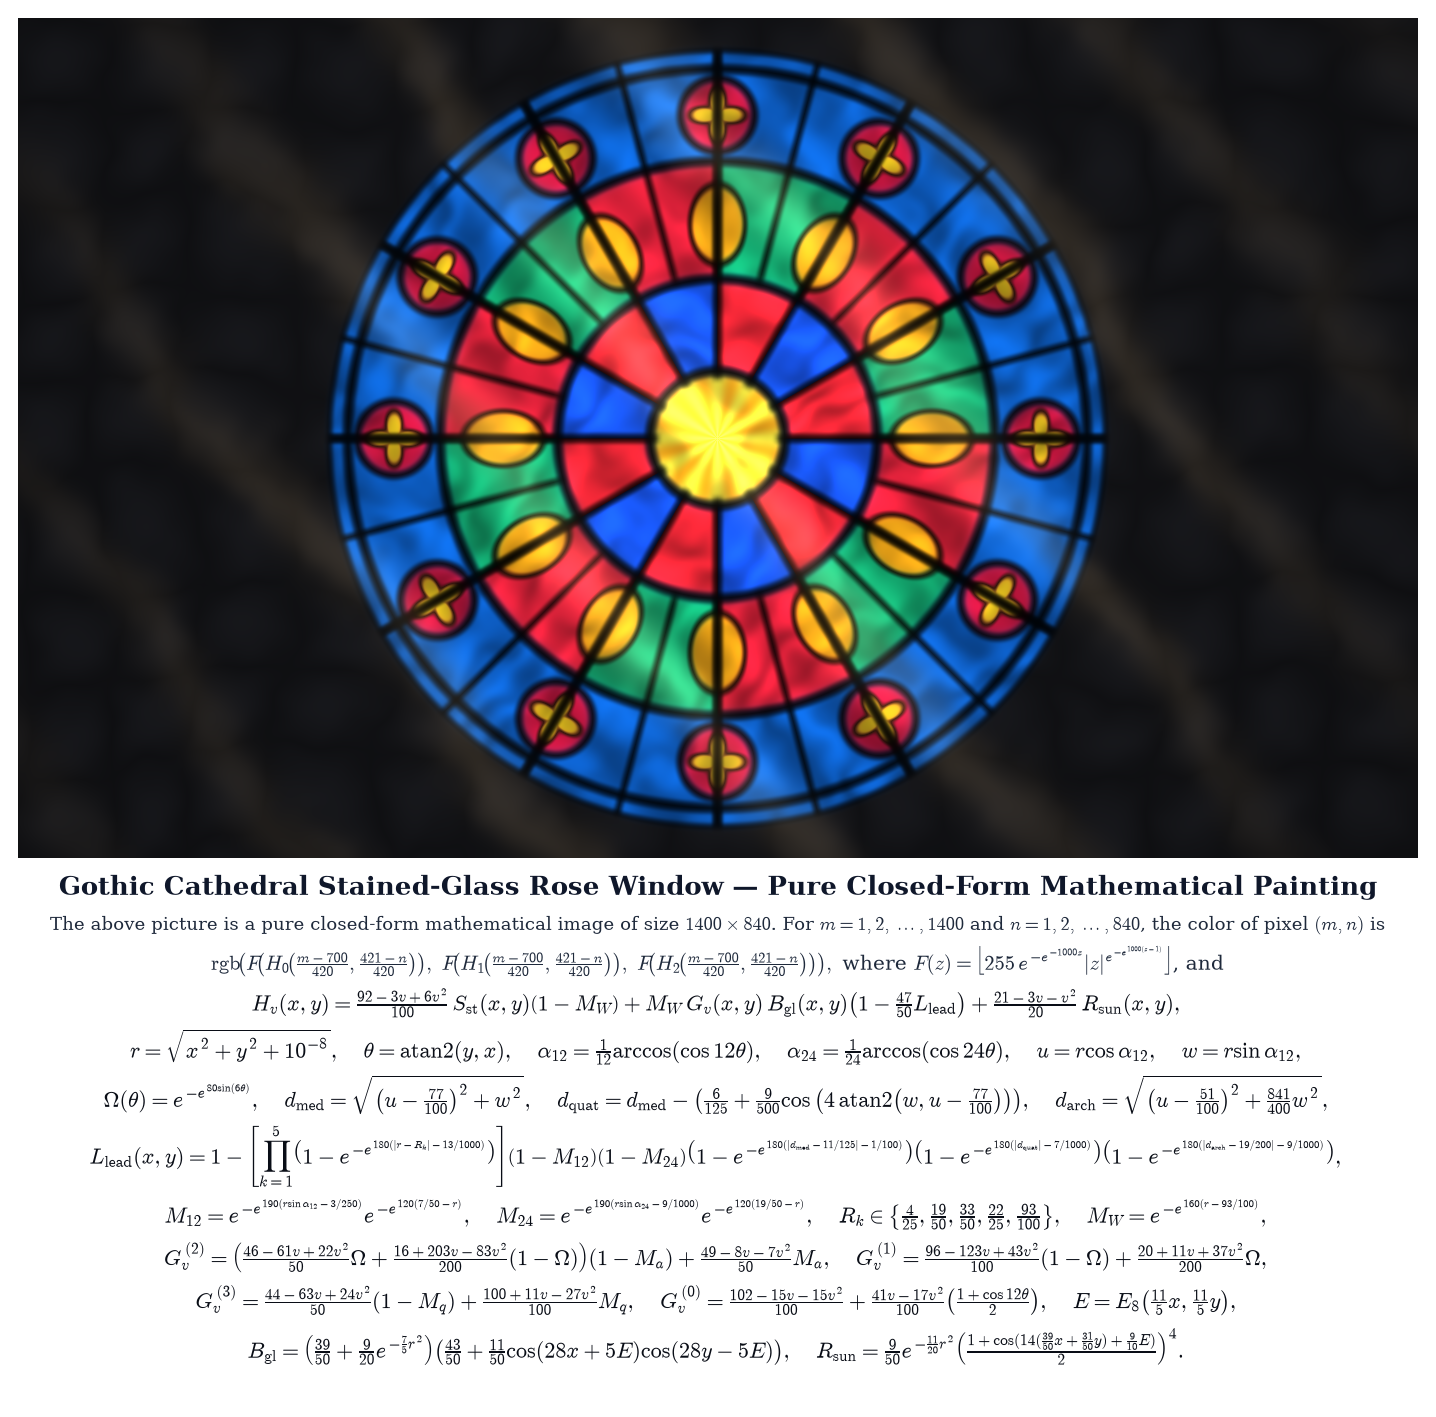 Gothic Cathedral Stained-Glass Rose Window — Pure Closed-Form Mathematical Painting
The above picture is a pure closed-form mathematical image of size 1400 × 840. For m = 1, 2, …, 1400 and n = 1, 2, …, 840, the color of pixel (m, n) is
rgb(F(H₀((m−700)/420, (421−n)/420)), F(H₁((m−700)/420, (421−n)/420)), F(H₂((m−700)/420, (421−n)/420))), where F(z) = ⌊255 e^{−e^{−1000z}} |z|^{e^{−e^{1000(z−1)}}}⌋, and
H_v(x, y) = (92−3v+6v²)/100 S_st(x, y)(1 − M_W) + M_W G_v(x, y) B_gl(x, y)(1 − 47/50 L_lead) + (21−3v−v²)/20 R_sun(x, y),
r = √(x² + y² + 10^{−8}), θ = atan2(y, x), α₁₂ = 1/12 arccos(cos 12θ), α₂₄ = 1/24 arccos(cos 24θ), u = r cos α₁₂, w = r sin α₁₂,
Ω(θ) = e^{−e^{80 sin(6θ)}}, d_med = √((u − 77/100)² + w²), d_quat = d_med − (6/125 + 9/500 cos(4 atan2(w, u − 77/100))), d_arch = √((u − 51/100)² + 841/400 w²),
L_lead(x, y) = 1 − [∏_{k=1}^{5} (1 − e^{−e^{180(|r−R_k|−13/1000)}})](1 − M₁₂)(1 − M₂₄)(1 − e^{−e^{180(|d_med−11/125|−1/100)}})(1 − e^{−e^{180(|d_quat|−7/1000)}})(1 − e^{−e^{180(|d_arch−19/200|−9/1000)}}),
M₁₂ = e^{−e^{190(r sin α₁₂−3/250)}} e^{−e^{120(7/50−r)}}, M₂₄ = e^{−e^{190(r sin α₂₄−9/1000)}} e^{−e^{120(19/50−r)}}, R_k ∈ {4/25, 19/50, 33/50, 22/25, 93/100}, M_W = e^{−e^{160(r−93/100)}},
G_v^{(2)} = ((46−61v+22v²)/50 Ω + (16+203v−83v²)/200 (1 − Ω))(1 − M_a) + (49−8v−7v²)/50 M_a, G_v^{(1)} = (96−123v+43v²)/100 (1 − Ω) + (20+11v+37v²)/200 Ω,
G_v^{(3)} = (44−63v+24v²)/50 (1 − M_q) + (100+11v−27v²)/100 M_q, G_v^{(0)} = (102−15v−15v²)/100 + (41v−17v²)/100 ((1+cos 12θ)/2), E = E₈(11/5 x, 11/5 y),
B_gl = (39/50 + 9/20 e^{−7/5 r²})(43/50 + 11/50 cos(28x + 5E) cos(28y − 5E)), R_sun = 9/50 e^{−11/20 r²} ((1+cos(14(39/50 x+31/50 y)+9/10 E))/2)⁴.